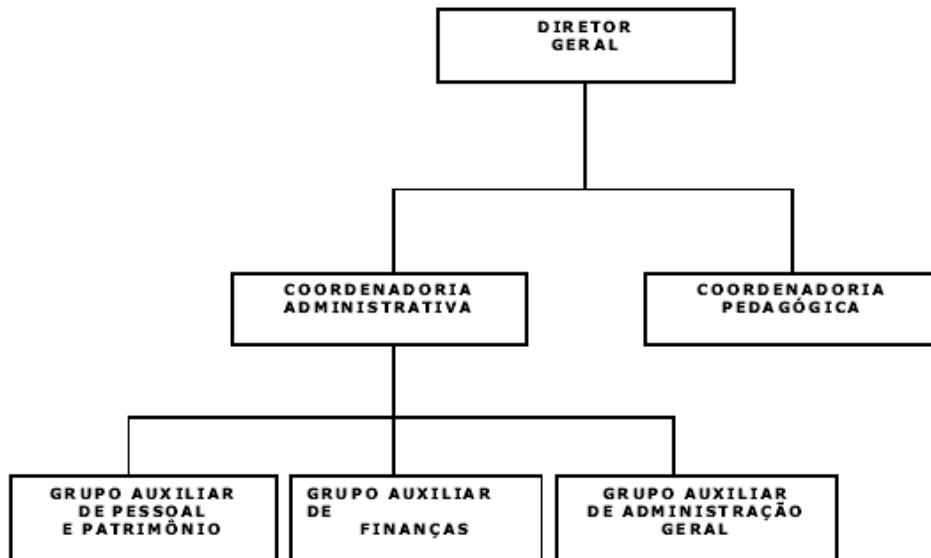 DIRETOR
GERAL
COORDENADORIA
ADMINISTRATIVA
COORDENADORIA
PEDAGÓGICA
GRUPO AUXILIAR
DE PESSOAL
E PATRIMÔNIO
GRUPO AUXILIAR
DE
FINANÇAS
GRUPO AUXILIAR
DE ADMINISTRAÇÃO
GERAL